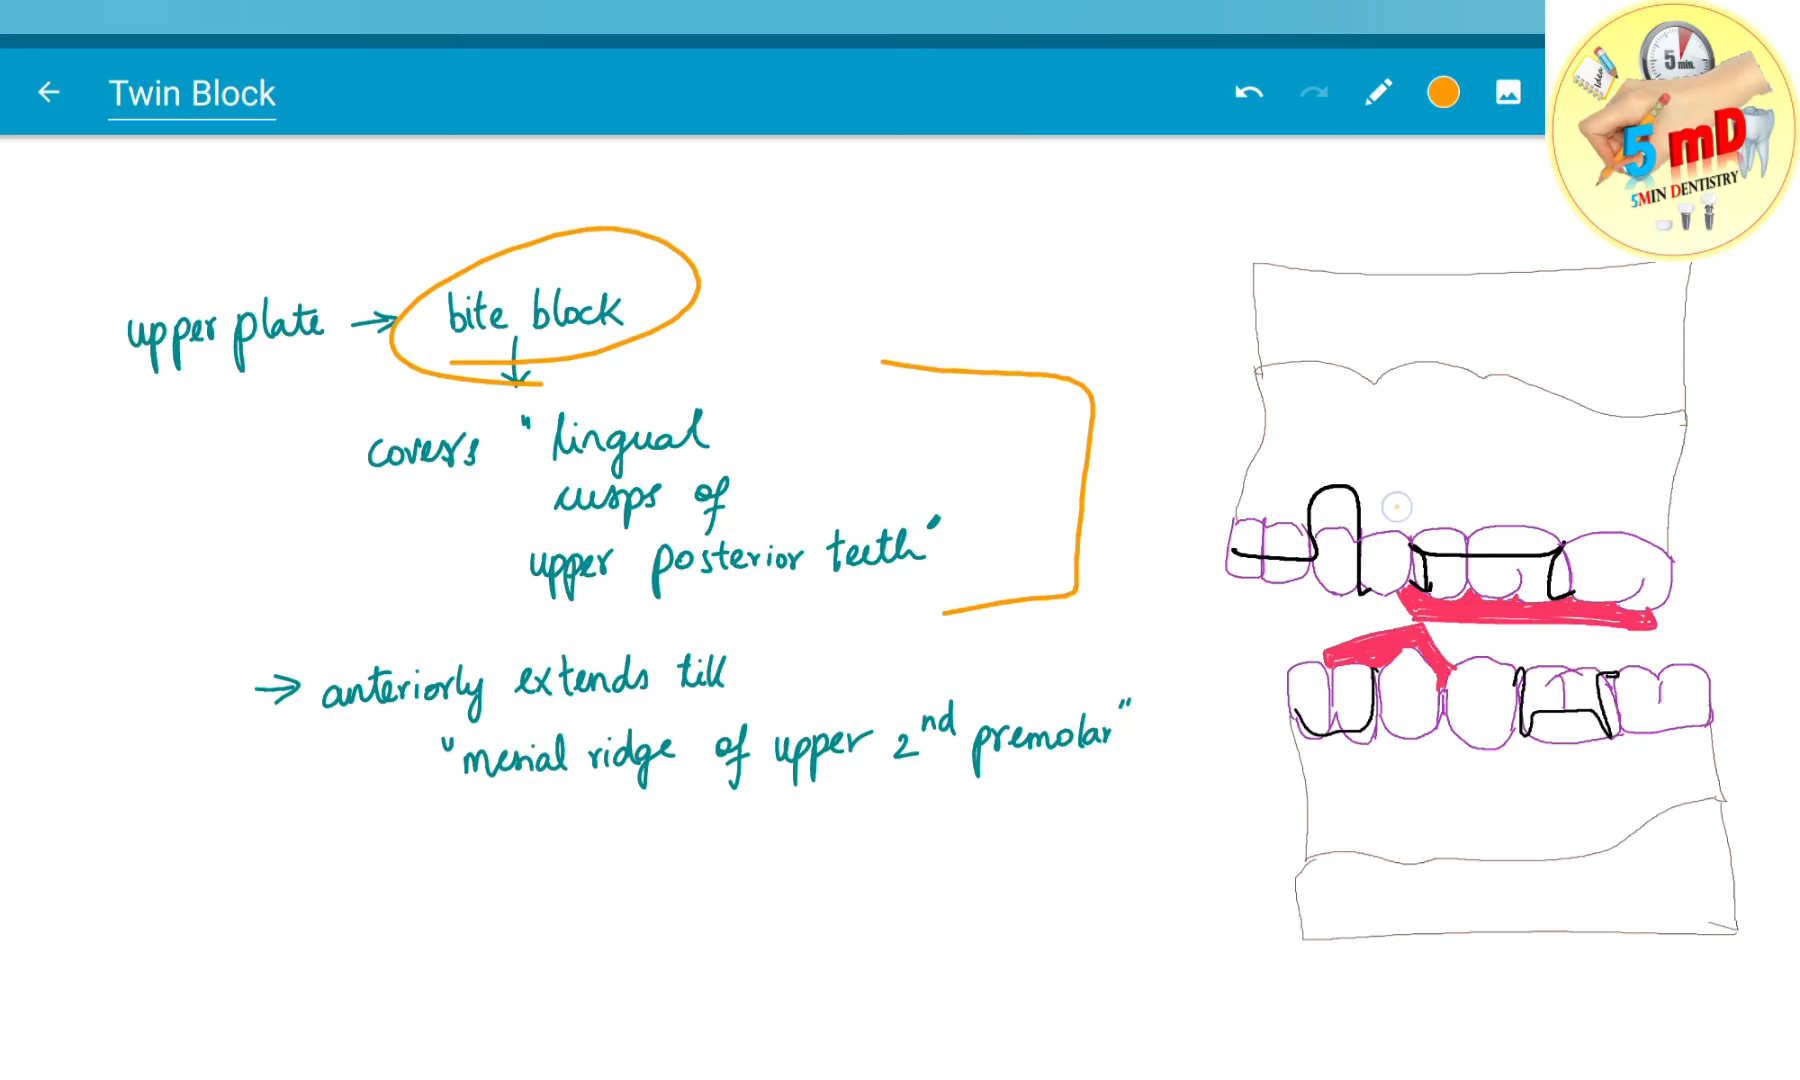 Twin Block
5 min.
Idea
5 mD
5MIN DENTISTRY
upper plate → bite block
↓
covers "lingual
cusps of
upper posterior teeth"
→ anteriorly extends till
"mesial ridge of upper 2nd premolar"